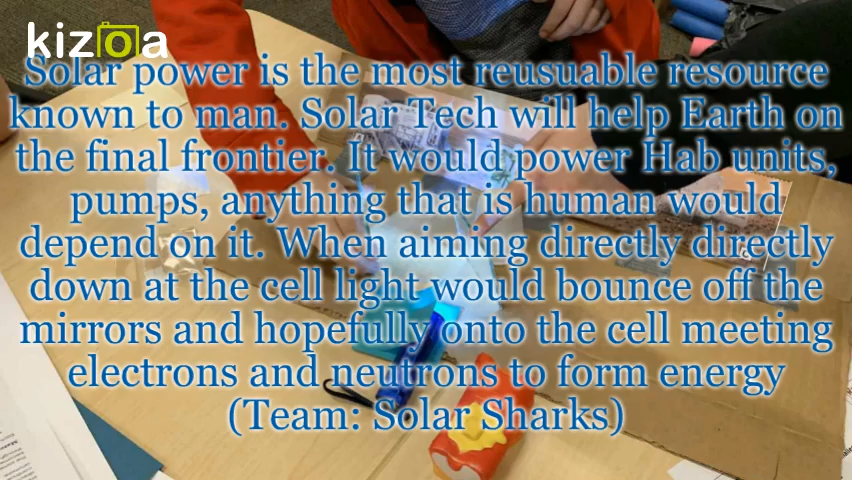 kizoa
Solar power is the most reusuable resource
known to man. Solar Tech will help Earth on
the final frontier. It would power Hab units,
pumps, anything that is human would
depend on it. When aiming directly directly
down at the cell light would bounce off the
mirrors and hopefully onto the cell meeting
electrons and neutrons to form energy
(Team: Solar Sharks)